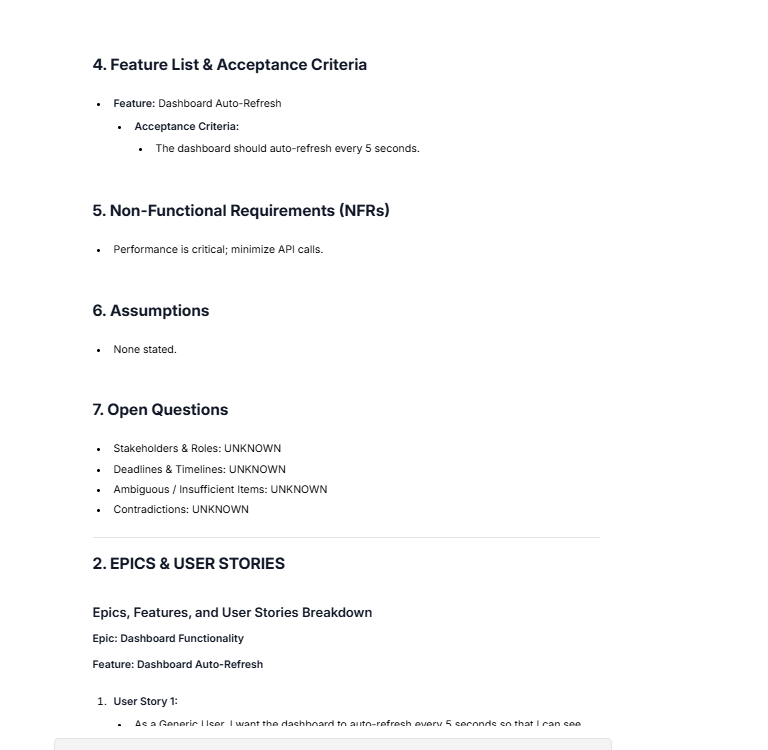 4. Feature List & Acceptance Criteria
Feature: Dashboard Auto-Refresh
Acceptance Criteria:
The dashboard should auto-refresh every 5 seconds.
5. Non-Functional Requirements (NFRs)
Performance is critical; minimize API calls.
6. Assumptions
None stated.
7. Open Questions
Stakeholders & Roles: UNKNOWN
Deadlines & Timelines: UNKNOWN
Ambiguous / Insufficient Items: UNKNOWN
Contradictions: UNKNOWN
2. EPICS & USER STORIES
Epics, Features, and User Stories Breakdown
Epic: Dashboard Functionality
Feature: Dashboard Auto-Refresh
1. User Story 1:
As a Generic User, I want the dashboard to auto-refresh every 5 seconds so that I can see